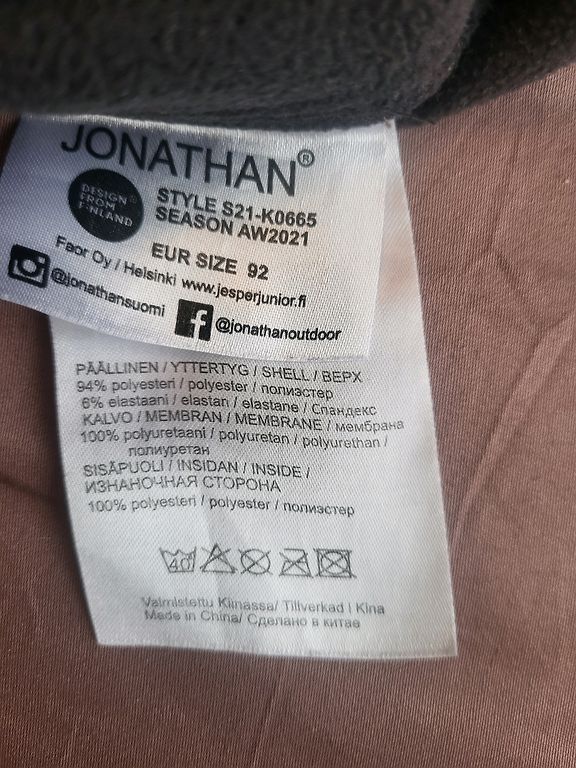 JONATHAN®
DESIGN®
FROM
FINLAND
STYLE S21-K0665
SEASON AW2021
EUR SIZE 92
Faor Oy / Helsinki www.jesperjunior.fi
@jonathansuomi
@jonathanoutdoor
PÄÄLLINEN / YTTERTYG / SHELL / ВЕРХ
94% polyesteri / polyester / полиэстер
6% elastaani / elastan / elastane / Спандекс
KALVO / MEMBRAN / MEMBRANE / мембрана
100% polyuretaani / polyuretan / polyurethan /
полиуретан
SISÄPUOLI / INSIDAN / INSIDE /
ИЗНАНОЧНАЯ СТОРОНА
100% polyesteri / polyester / полиэстер
40°
Valmistettu Kiinassa/ Tillverkad I Kina
Made in China/ Сделано в китае